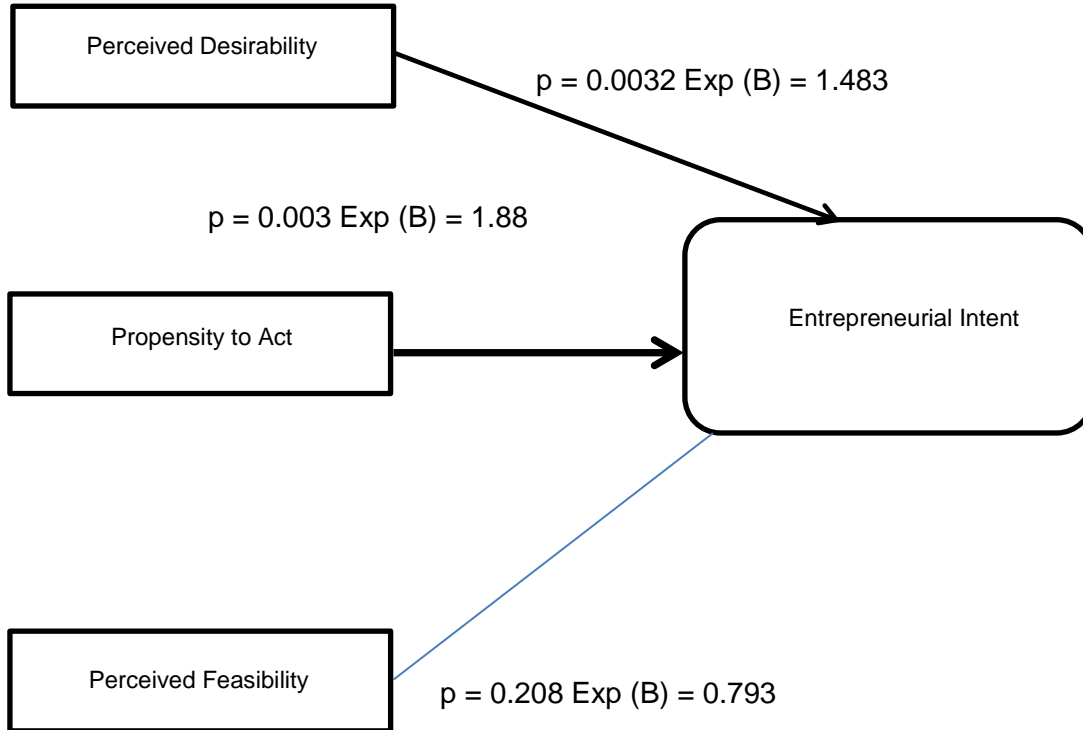 Perceived Desirability
p = 0.0032 Exp (B) = 1.483
p = 0.003 Exp (B) = 1.88
Propensity to Act
Entrepreneurial Intent
Perceived Feasibility
p = 0.208 Exp (B) = 0.793